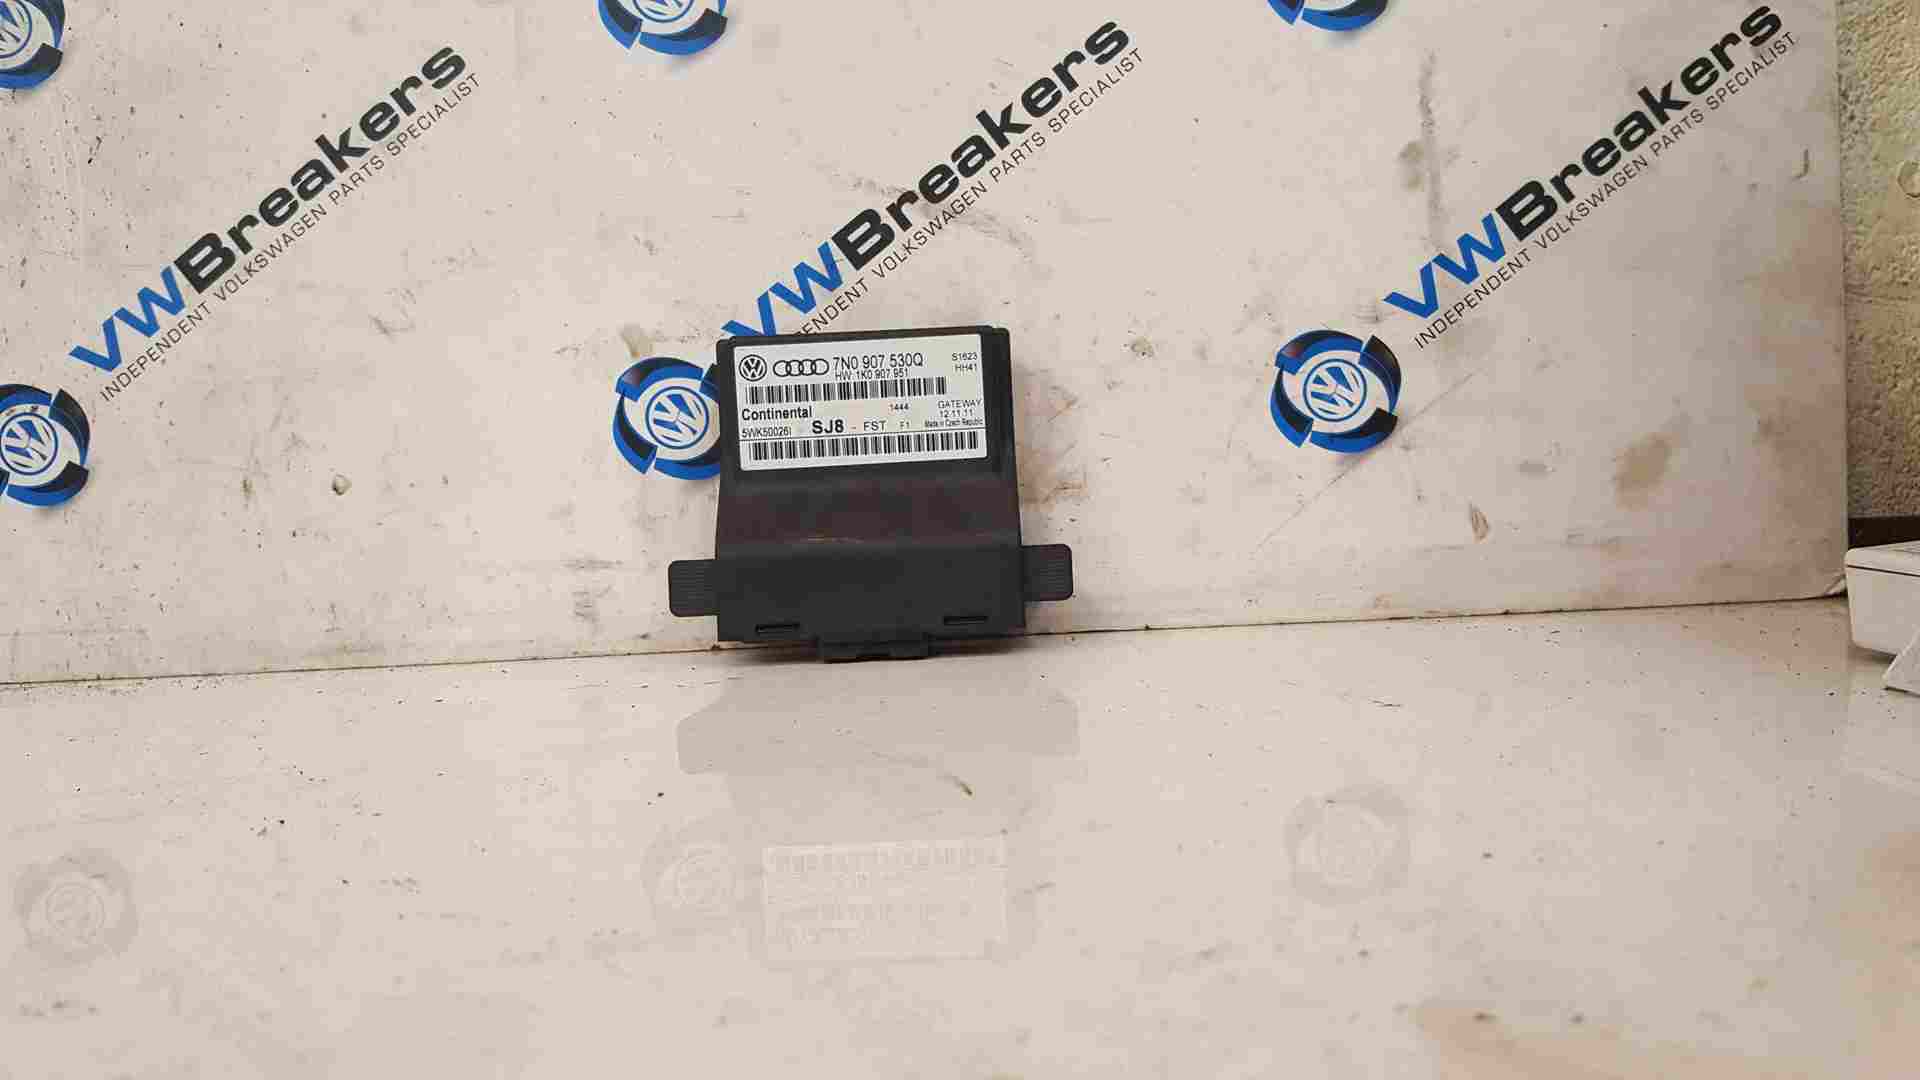 vwBreakers
INDEPENDENT VOLKSWAGEN PARTS SPECIALIST
vwBreakers
INDEPENDENT VOLKSWAGEN PARTS SPECIALIST
vwBreakers
INDEPENDENT VOLKSWAGEN PARTS SPECIALIST
7N0 907 530Q S1623
HW: 1K0 907 951 HH41
Continental 1444 GATEWAY
12.11.11
5WK50026I SJ8 - FST F1 Made in Czech Republic